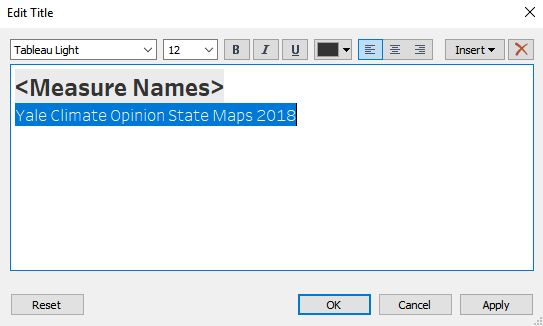 Edit Title
Tableau Light 12 B I U Insert
<Measure Names>
Yale Climate Opinion State Maps 2018
Reset OK Cancel Apply